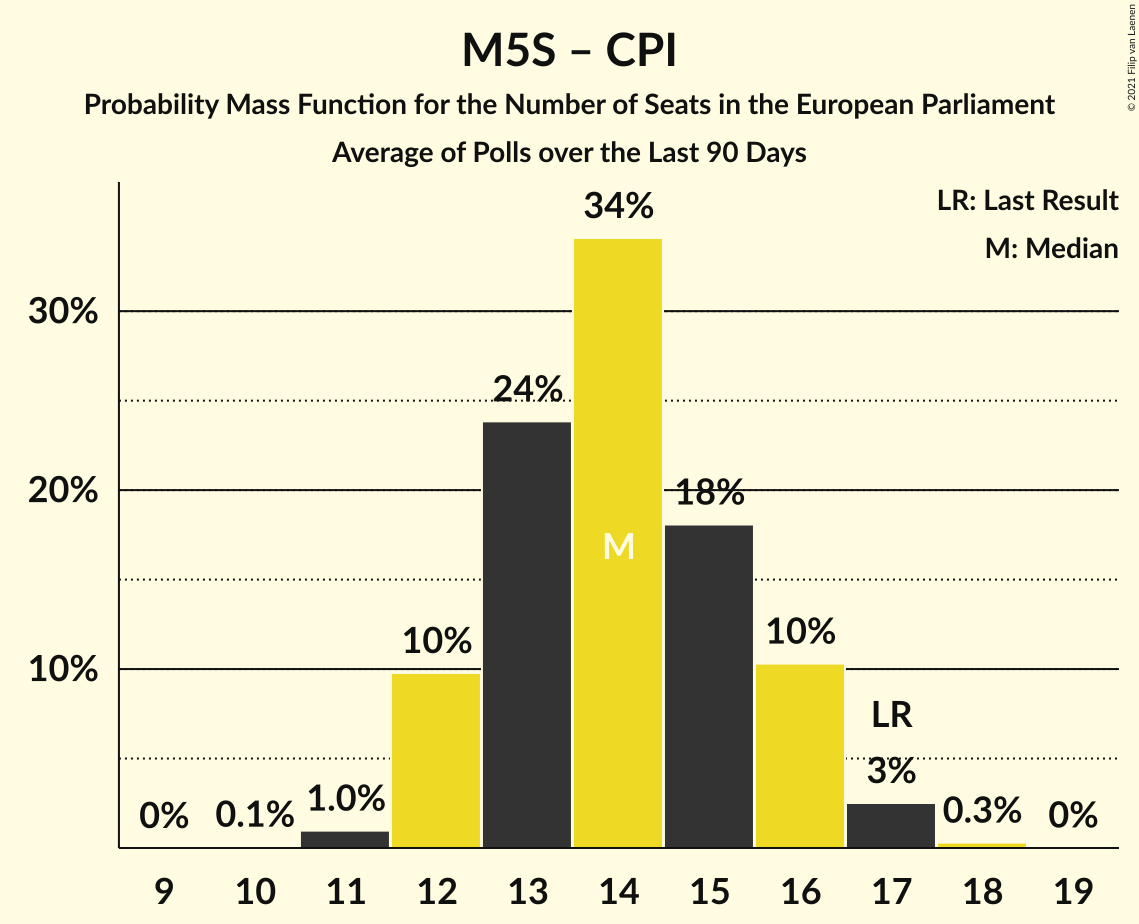 M5S – CPI
Probability Mass Function for the Number of Seats in the European Parliament
Average of Polls over the Last 90 Days
© 2021 Filip van Laenen
LR: Last Result
M: Median
30%
20%
10%
0%
0.1%
1.0%
10%
24%
34%
M
18%
10%
LR
3%
0.3%
0%
9 10 11 12 13 14 15 16 17 18 19